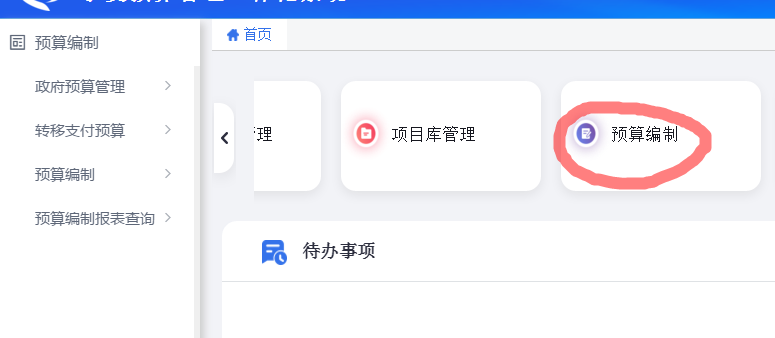 首页
预算编制
政府预算管理
转移支付预算
预算编制
预算编制报表查询
管理
项目库管理
预算编制
待办事项